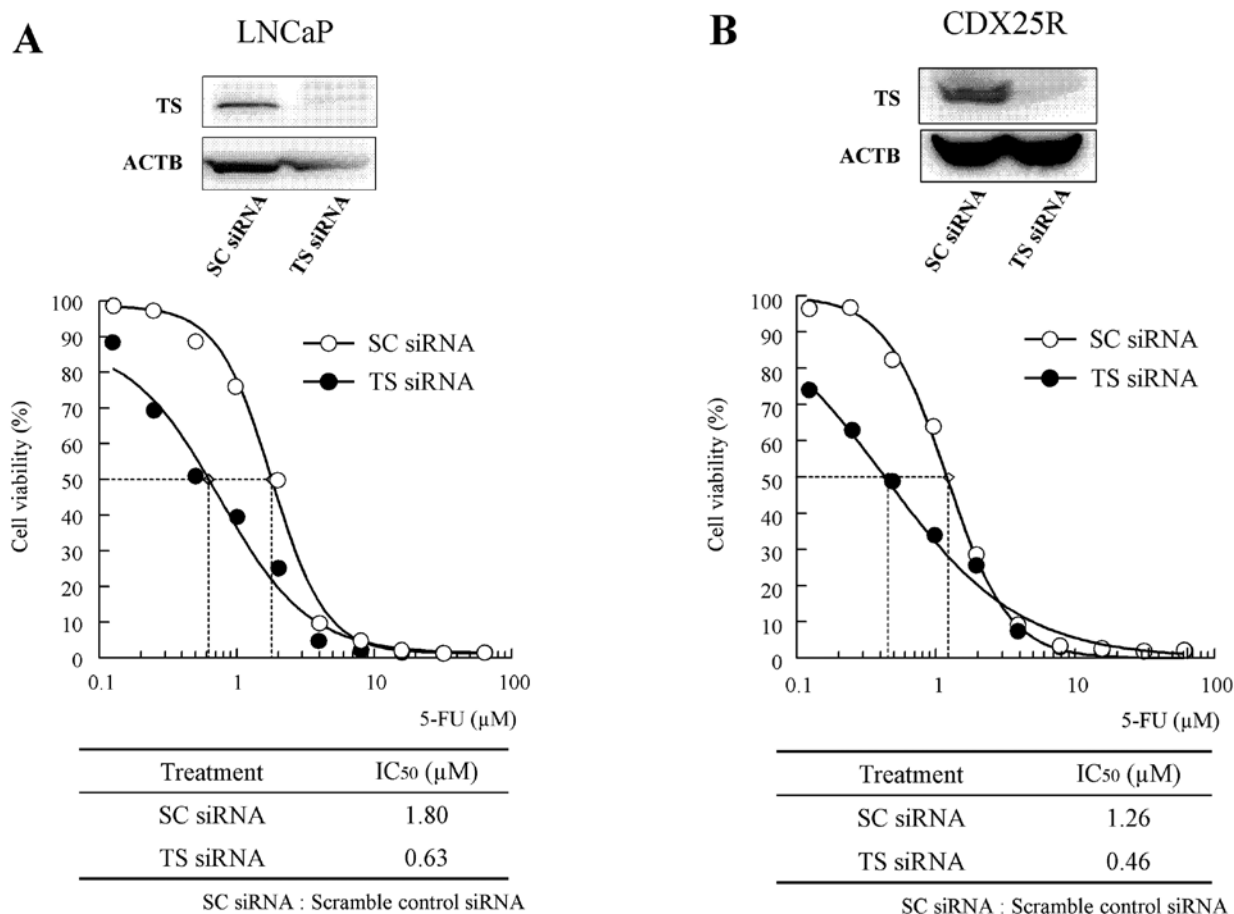 A
LNCaP
TS
ACTB
SC siRNA
TS siRNA
100
90
80
70
60
50
40
30
20
10
0
Cell viability (%)
SC siRNA
TS siRNA
0.1
1
10
100
5-FU (µM)
Treatment IC50 (µM)
SC siRNA 1.80
TS siRNA 0.63
SC siRNA : Scramble control siRNA
B
CDX25R
TS
ACTB
SC siRNA
TS siRNA
100
90
80
70
60
50
40
30
20
10
0
Cell viability (%)
SC siRNA
TS siRNA
0.1
1
10
100
5-FU (µM)
Treatment IC50 (µM)
SC siRNA 1.26
TS siRNA 0.46
SC siRNA : Scramble control siRNA